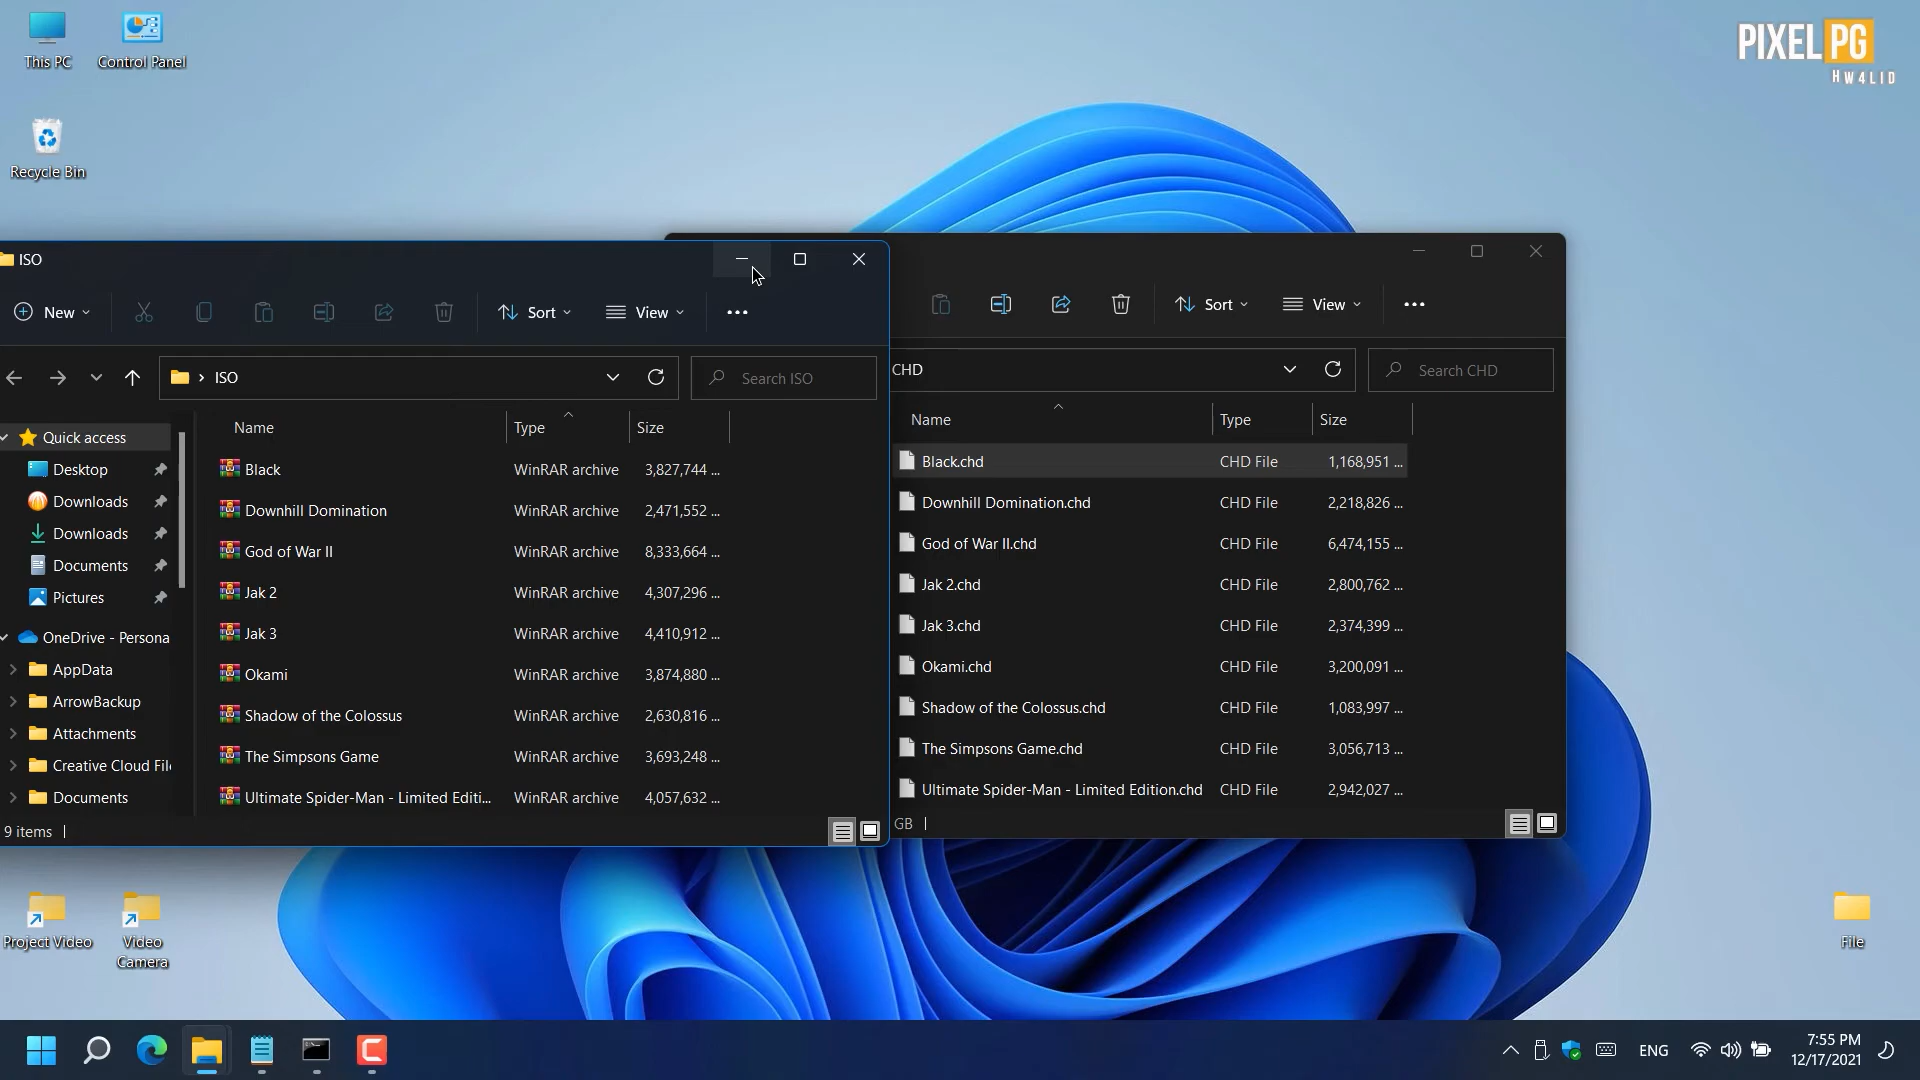 This PC
Control Panel
Recycle Bin
PIXEL PG
HW4LID
ISO
New
Sort
View
ISO
Search ISO
Name
Type
Size
Quick access
Desktop
Downloads
Downloads
Documents
Pictures
OneDrive - Persona
AppData
ArrowBackup
Attachments
Creative Cloud Fil
Documents
Black WinRAR archive 3,827,744 ...
Downhill Domination WinRAR archive 2,471,552 ...
God of War II WinRAR archive 8,333,664 ...
Jak 2 WinRAR archive 4,307,296 ...
Jak 3 WinRAR archive 4,410,912 ...
Okami WinRAR archive 3,874,880 ...
Shadow of the Colossus WinRAR archive 2,630,816 ...
The Simpsons Game WinRAR archive 3,693,248 ...
Ultimate Spider-Man - Limited Editi... WinRAR archive 4,057,632 ...
9 items
Sort
View
CHD
Search CHD
Name
Type
Size
Black.chd CHD File 1,168,951 ...
Downhill Domination.chd CHD File 2,218,826 ...
God of War II.chd CHD File 6,474,155 ...
Jak 2.chd CHD File 2,800,762 ...
Jak 3.chd CHD File 2,374,399 ...
Okami.chd CHD File 3,200,091 ...
Shadow of the Colossus.chd CHD File 1,083,997 ...
The Simpsons Game.chd CHD File 3,056,713 ...
Ultimate Spider-Man - Limited Edition.chd CHD File 2,942,027 ...
GB
Project Video
Video
Camera
File
ENG
7:55 PM
12/17/2021